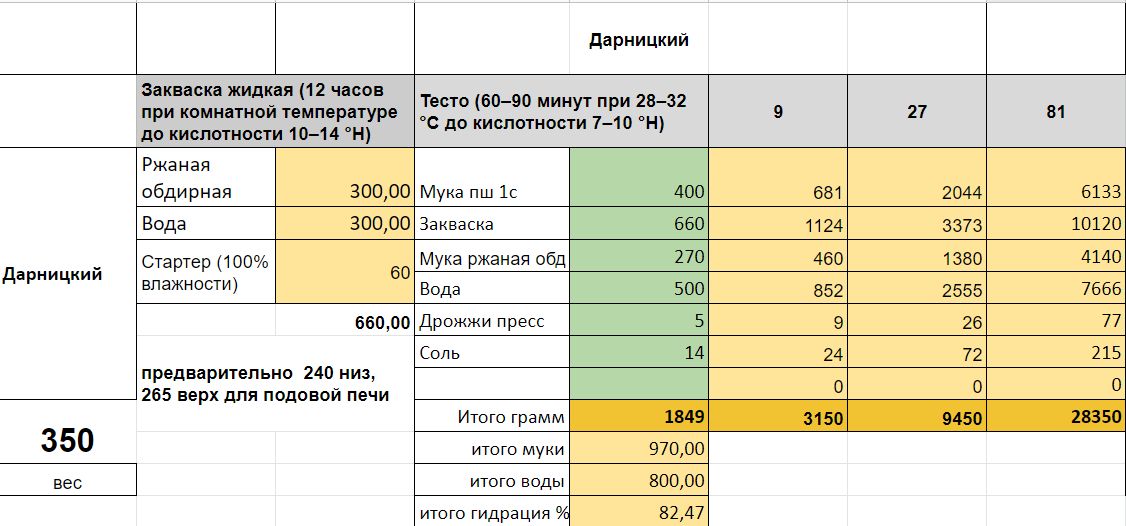 Дарницкий
Закваска жидкая (12 часов
при комнатной температуре
до кислотности 10–14 °Н)
Тесто (60–90 минут при 28–32
°С до кислотности 7–10 °Н)
9
27
81
Дарницкий
Ржаная
обдирная
300,00
Мука пш 1с
400
681
2044
6133
Вода
300,00
Закваска
660
1124
3373
10120
Стартер (100%
влажности)
60
Мука ржаная обд
270
460
1380
4140
Вода
500
852
2555
7666
660,00
Дрожжи пресс
5
9
26
77
Соль
14
24
72
215
предварительно 240 низ,
265 верх для подовой печи
0
0
0
350
вес
Итого грамм
1849
3150
9450
28350
итого муки
970,00
итого воды
800,00
итого гидрация %
82,47